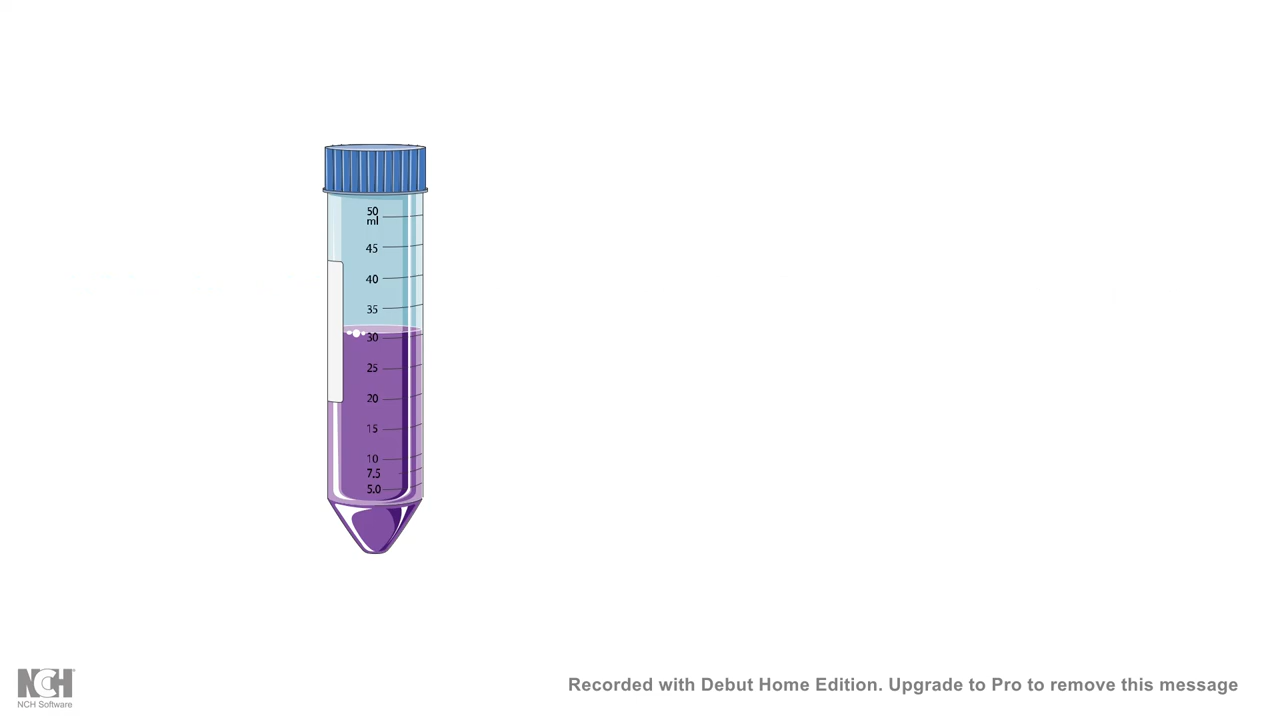 50
ml
45
40
35
30
25
20
15
10
7.5
5.0
NCH
NCH Software
Recorded with Debut Home Edition. Upgrade to Pro to remove this message